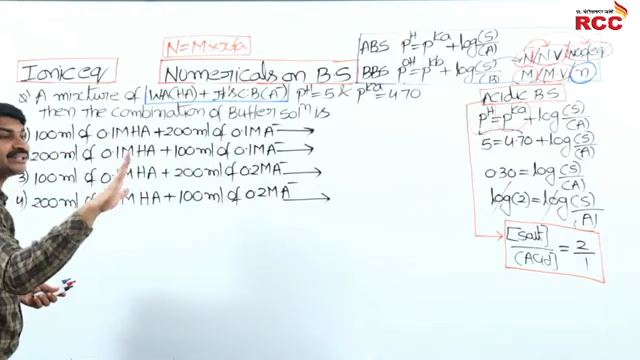 प्रा. मोटेगावकर सरांचे
RCC
N=M×x/a
Ionic eq
Numericals on B.S
ABS pH=pKa+log(S)/(A)
BBS pOH=pKb+log(S)/(B)
N/NV/no of eq
M/MV/n
Q) A mixture of WA(HA)+ITS C.B(A⁻) pH=5 & pKa=4.70
then the combination of Buffer solⁿ is
1) 100ml of 0.1M HA+200ml of 0.1M A⁻ →
200ml of 0.1M HA+100ml of 0.1M A⁻ →
3) 100ml of 0.1M HA + 200ml of 0.2M A⁻ →
4) 200ml of M HA+100ml of 0.2M A⁻ →
Acidic B.S
pH=pKa+log(S)/(A)
5=4.70+log(S)/(A)
0.30=log(S)/(A)
log(2)=log(S)/(A)
[Salt]/(Acid)=2/1